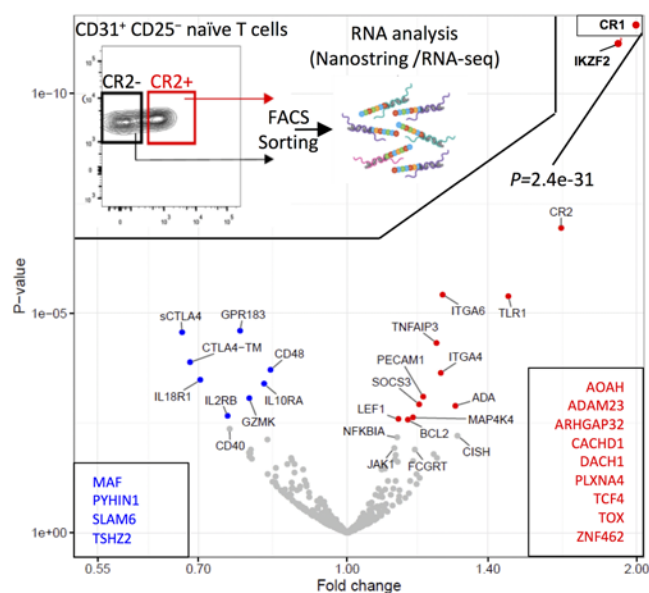 CD31⁺ CD25⁻ naïve T cells
CR2- CR2+
FACS
Sorting
RNA analysis
(Nanostring /RNA-seq)
CR1
IKZF2
P=2.4e-31
CR2
ITGA6
TLR1
TNFAIP3
ITGA4
PECAM1
SOCS3
ADA
LEF1
MAP4K4
NFKBIA
BCL2
CISH
JAK1
FCGRT
sCTLA4
GPR183
CTLA4-TM
CD48
IL18R1
IL2RB
IL10RA
GZMK
CD40
MAF
PYHIN1
SLAM6
TSHZ2
AOAH
ADAM23
ARHGAP32
CACHD1
DACH1
PLXNA4
TCF4
TOX
ZNF462
P-value
1e-10
1e-05
1e+00
0.55 0.70 1.00 1.40 2.00
Fold change